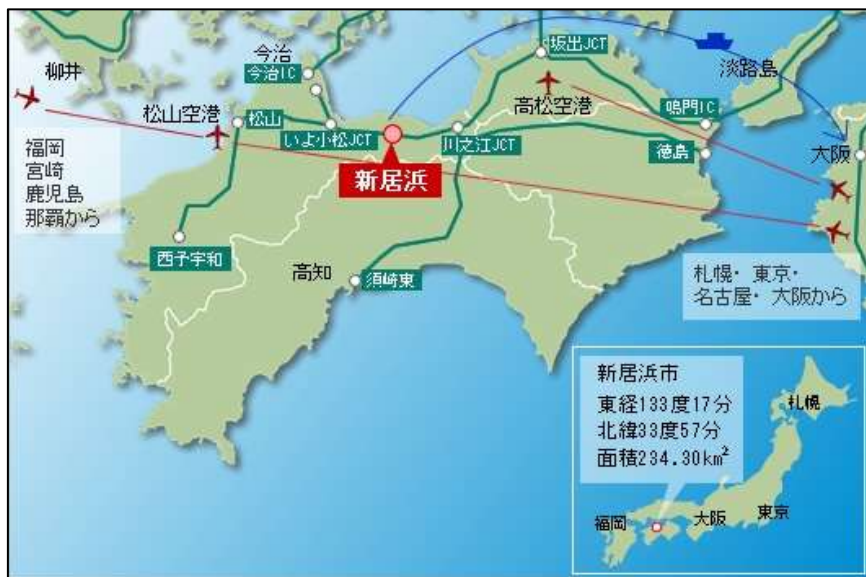 今治
今治IC
坂出JCT
淡路島
柳井
松山空港
松山
いよ小松JCT
高松空港
鳴門IC
川之江JCT
徳島
大阪
新居浜
福岡
宮崎
鹿児島
那覇から
西予宇和
高知
須崎東
札幌・東京・
名古屋・大阪から
新居浜市
東経133度17分
北緯33度57分
面積234.30km²
札幌
福岡
大阪
東京